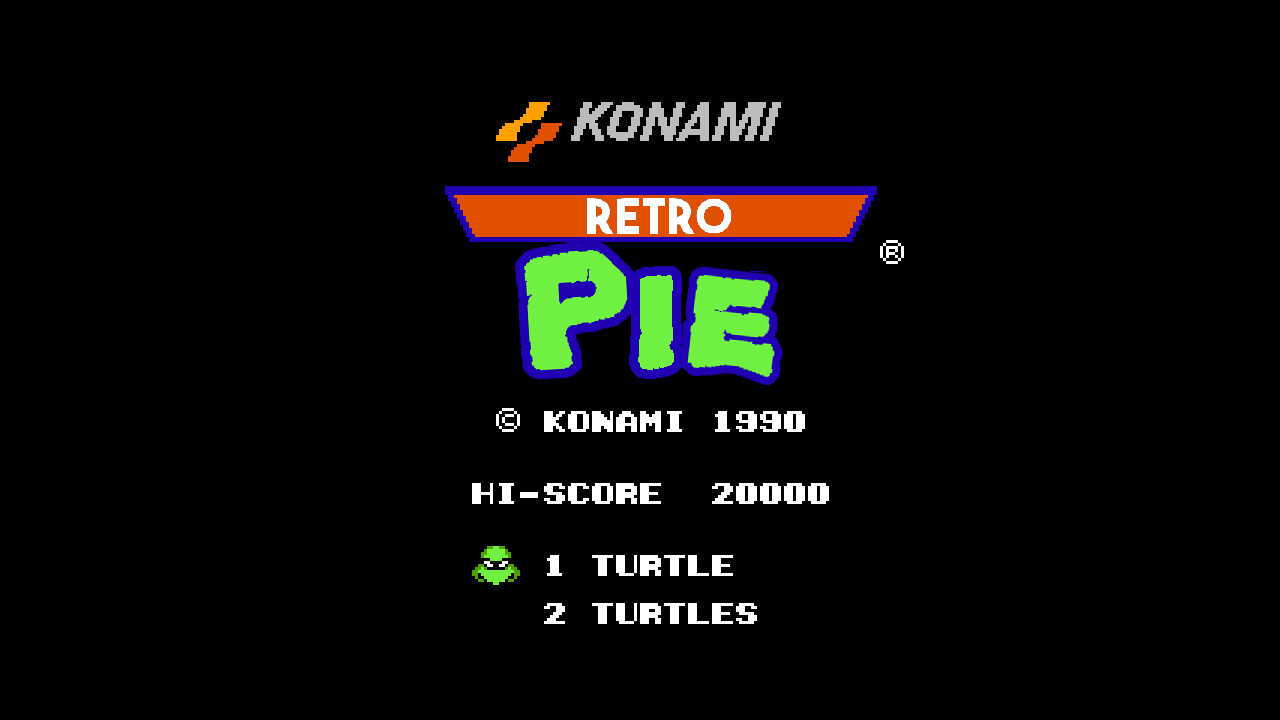 KONAMI
RETRO
PIE ®
© KONAMI 1990
HI-SCORE 20000
1 TURTLE
2 TURTLES